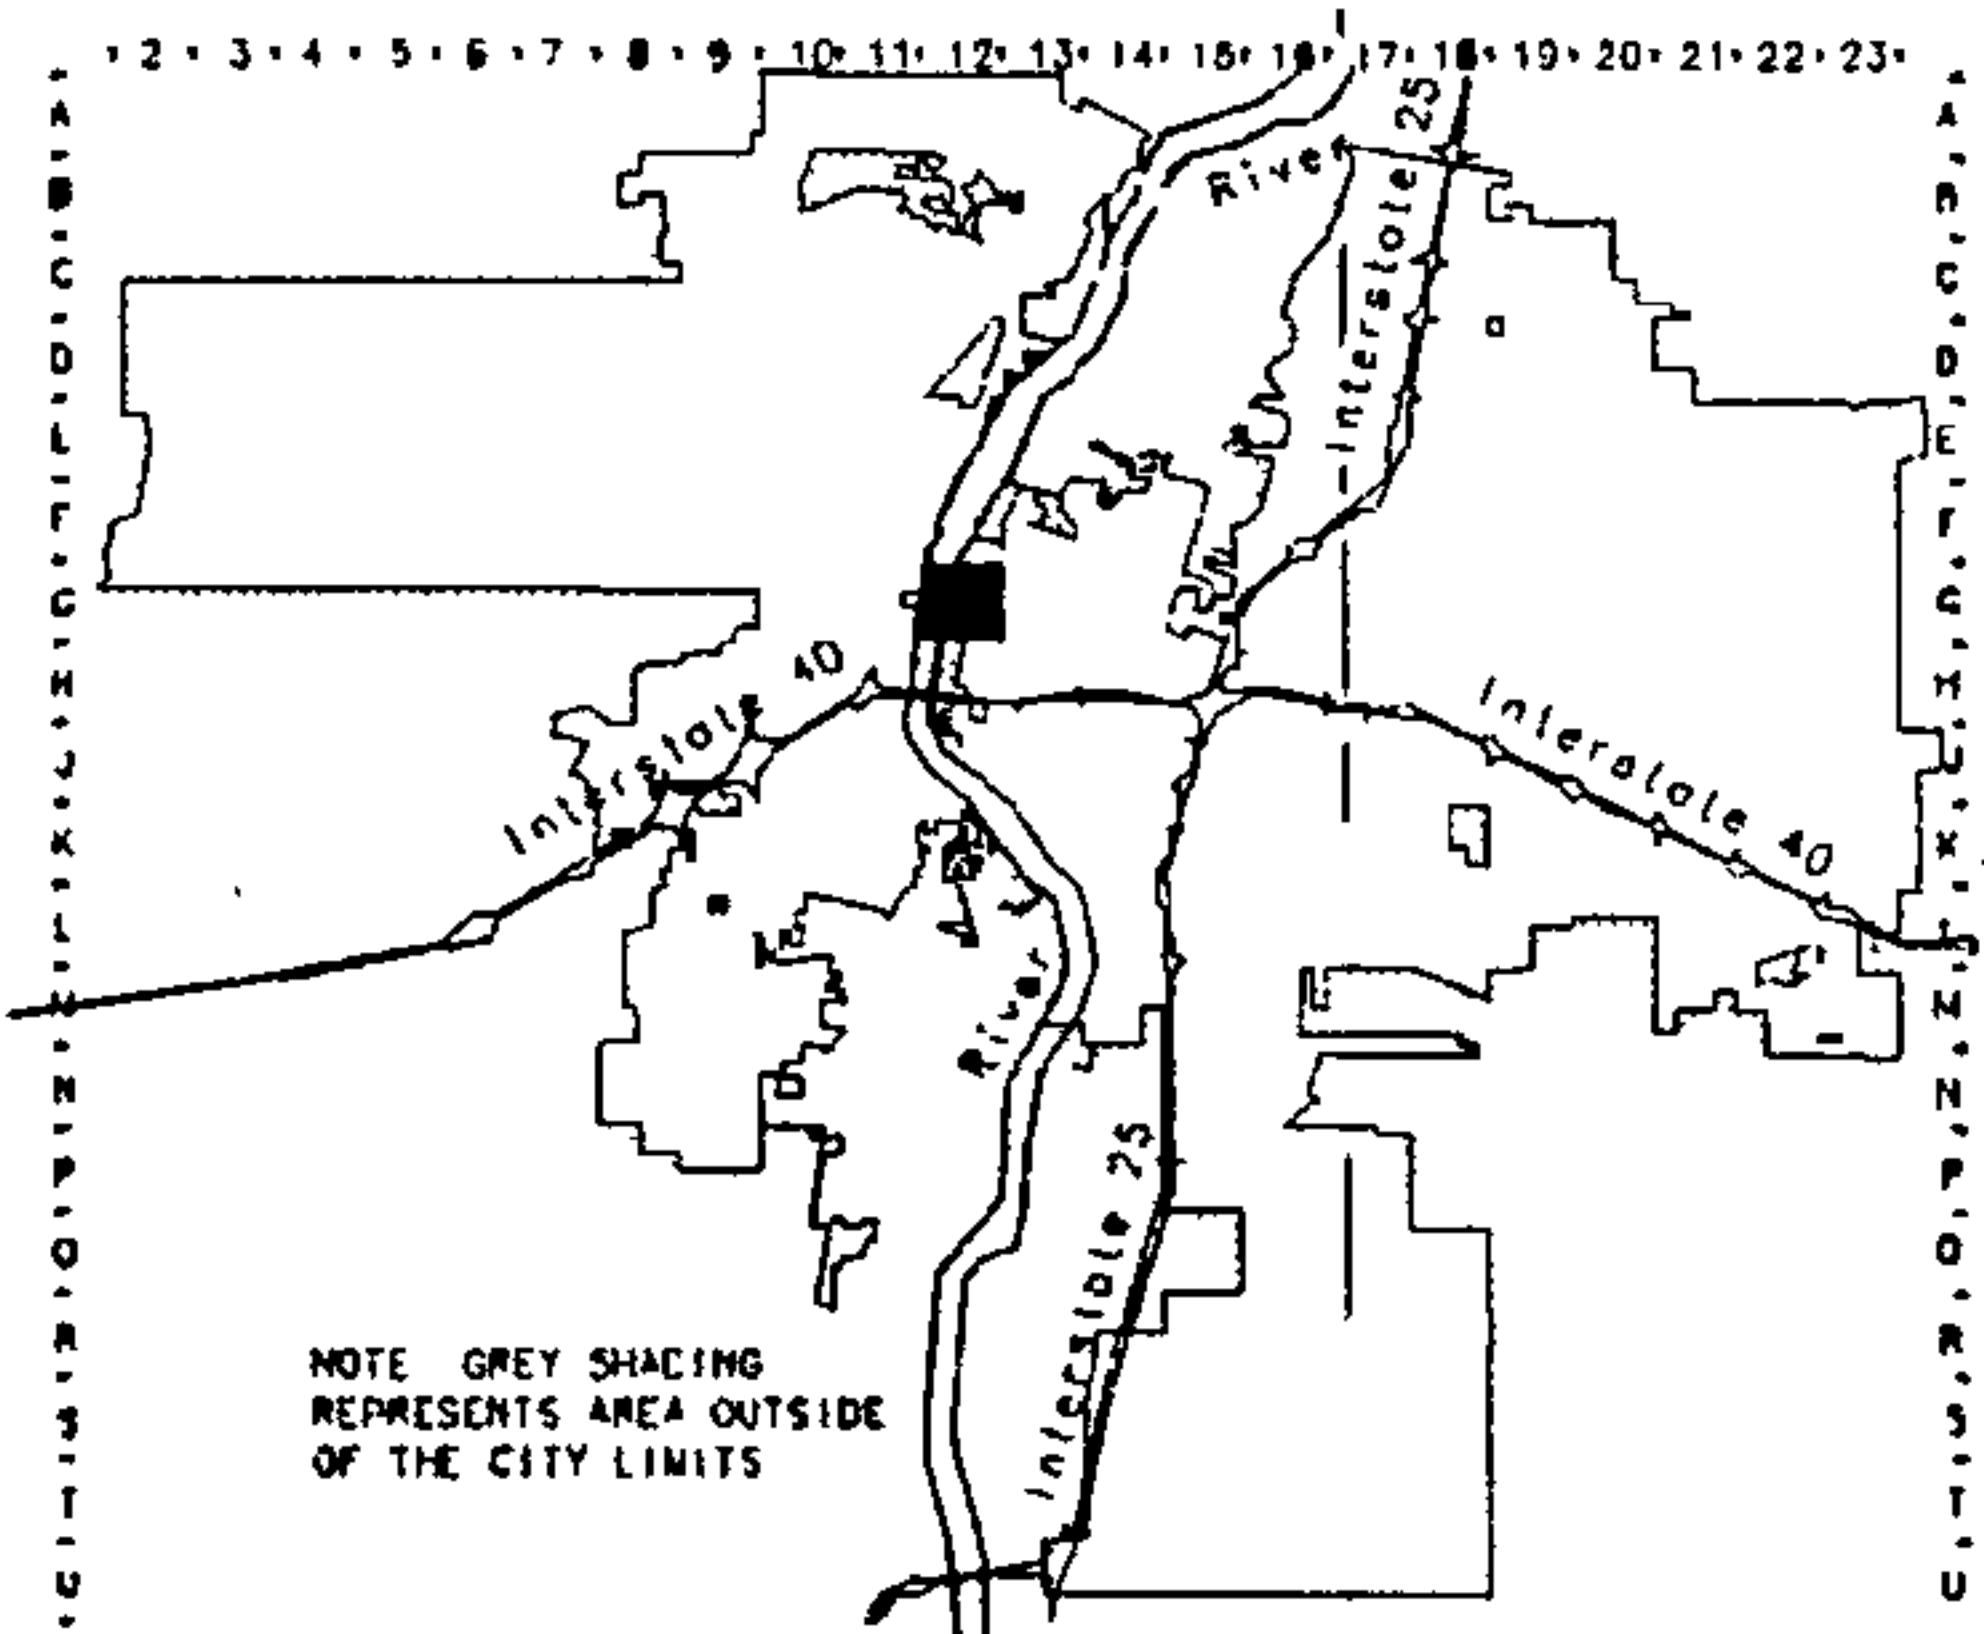 2 3 4 5 6 7 8 9 10 11 12 13 14 15 16 17 18 19 20 21 22 23
A
B
C
D
E
F
G
H
J
K
L
M
N
P
Q
R
S
T
U
A
B
C
D
E
F
G
H
J
K
L
M
N
P
Q
R
S
T
U
River
Interstate 25
Interstate 40
Interstate 40
River
Interstate 25
NOTE GREY SHADING
REPRESENTS AREA OUTSIDE
OF THE CITY LIMITS